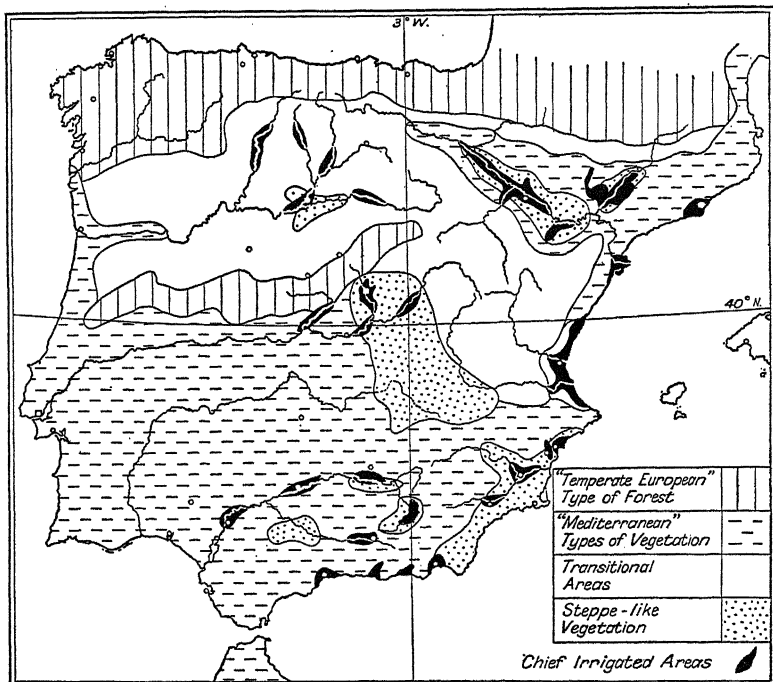 3° W.
40° N.
"Temperate European"
Type of Forest
"Mediterranean"
Types of Vegetation
Transitional
Areas
Steppe-like
Vegetation
Chief Irrigated Areas